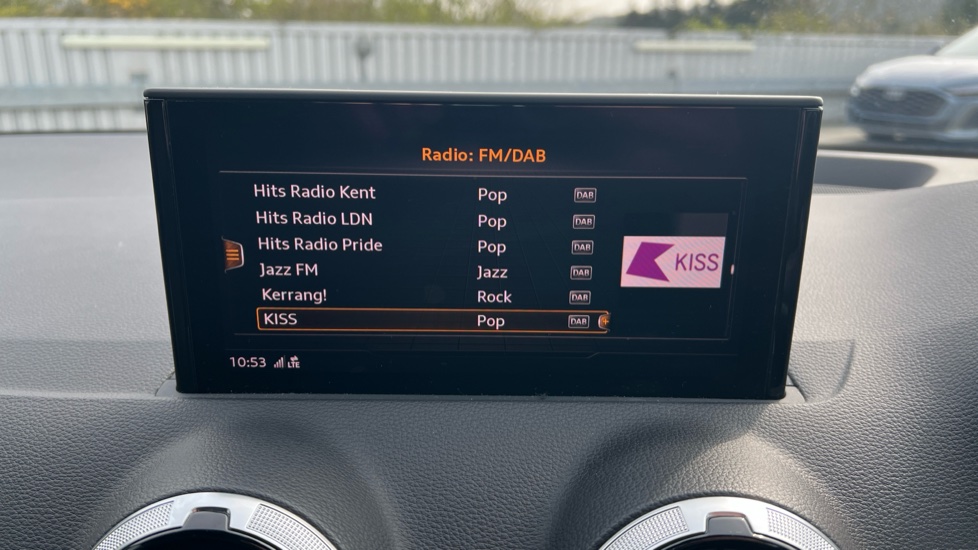 Radio: FM/DAB
Hits Radio Kent Pop DAB
Hits Radio LDN Pop DAB
Hits Radio Pride Pop DAB
Jazz FM Jazz DAB
Kerrang! Rock DAB
KISS Pop DAB
KISS
10:53 LTE